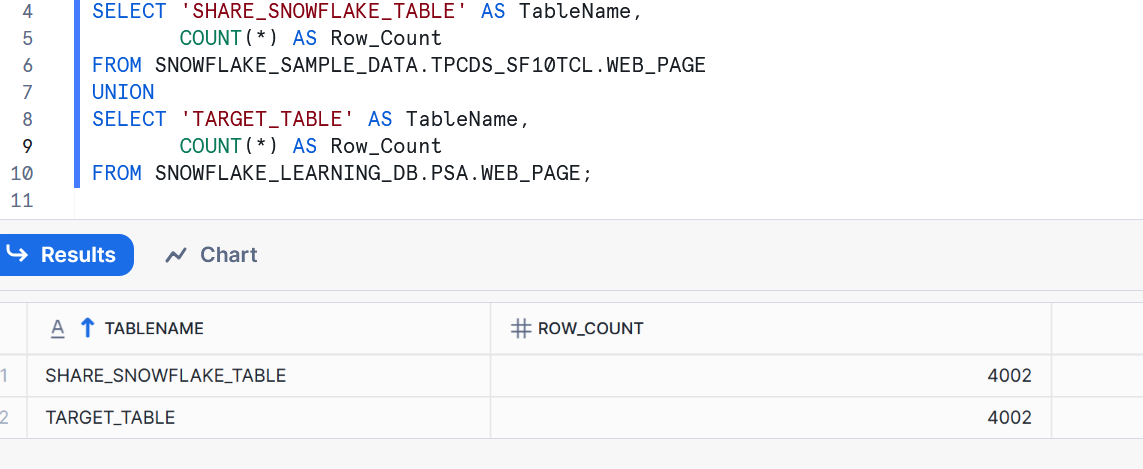 4 SELECT 'SHARE_SNOWFLAKE_TABLE' AS TableName,
5 COUNT(*) AS Row_Count
6 FROM SNOWFLAKE_SAMPLE_DATA.TPCDS_SF10TCL.WEB_PAGE
7 UNION
8 SELECT 'TARGET_TABLE' AS TableName,
9 COUNT(*) AS Row_Count
10 FROM SNOWFLAKE_LEARNING_DB.PSA.WEB_PAGE;
11
Results Chart
A TABLENAME ROW_COUNT
1 SHARE_SNOWFLAKE_TABLE 4002
2 TARGET_TABLE 4002